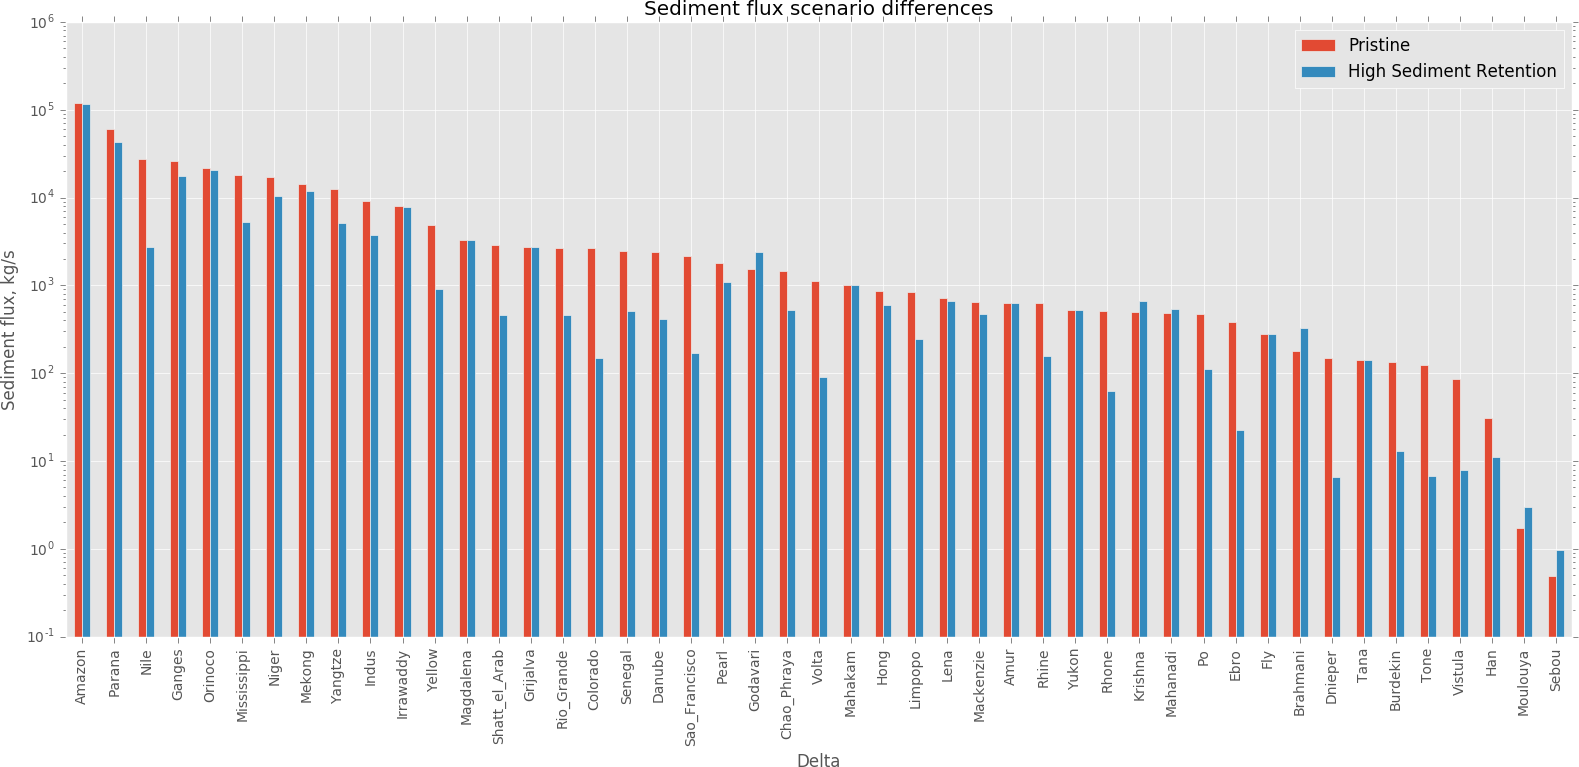 Sediment flux scenario differences
Pristine
High Sediment Retention
Sediment flux, kg/s
10^6
10^5
10^4
10^3
10^2
10^1
10^0
10^-1
Amazon
Parana
Nile
Ganges
Orinoco
Mississippi
Niger
Mekong
Yangtze
Indus
Irrawaddy
Yellow
Magdalena
Shatt_el_Arab
Grijalva
Rio_Grande
Colorado
Senegal
Danube
Sao_Francisco
Pearl
Godavari
Chao_Phraya
Volta
Mahakam
Hong
Limpopo
Lena
Mackenzie
Amur
Rhine
Yukon
Rhone
Krishna
Mahanadi
Po
Ebro
Fly
Brahmani
Dnieper
Tana
Burdekin
Tone
Vistula
Han
Moulouya
Sebou
Delta